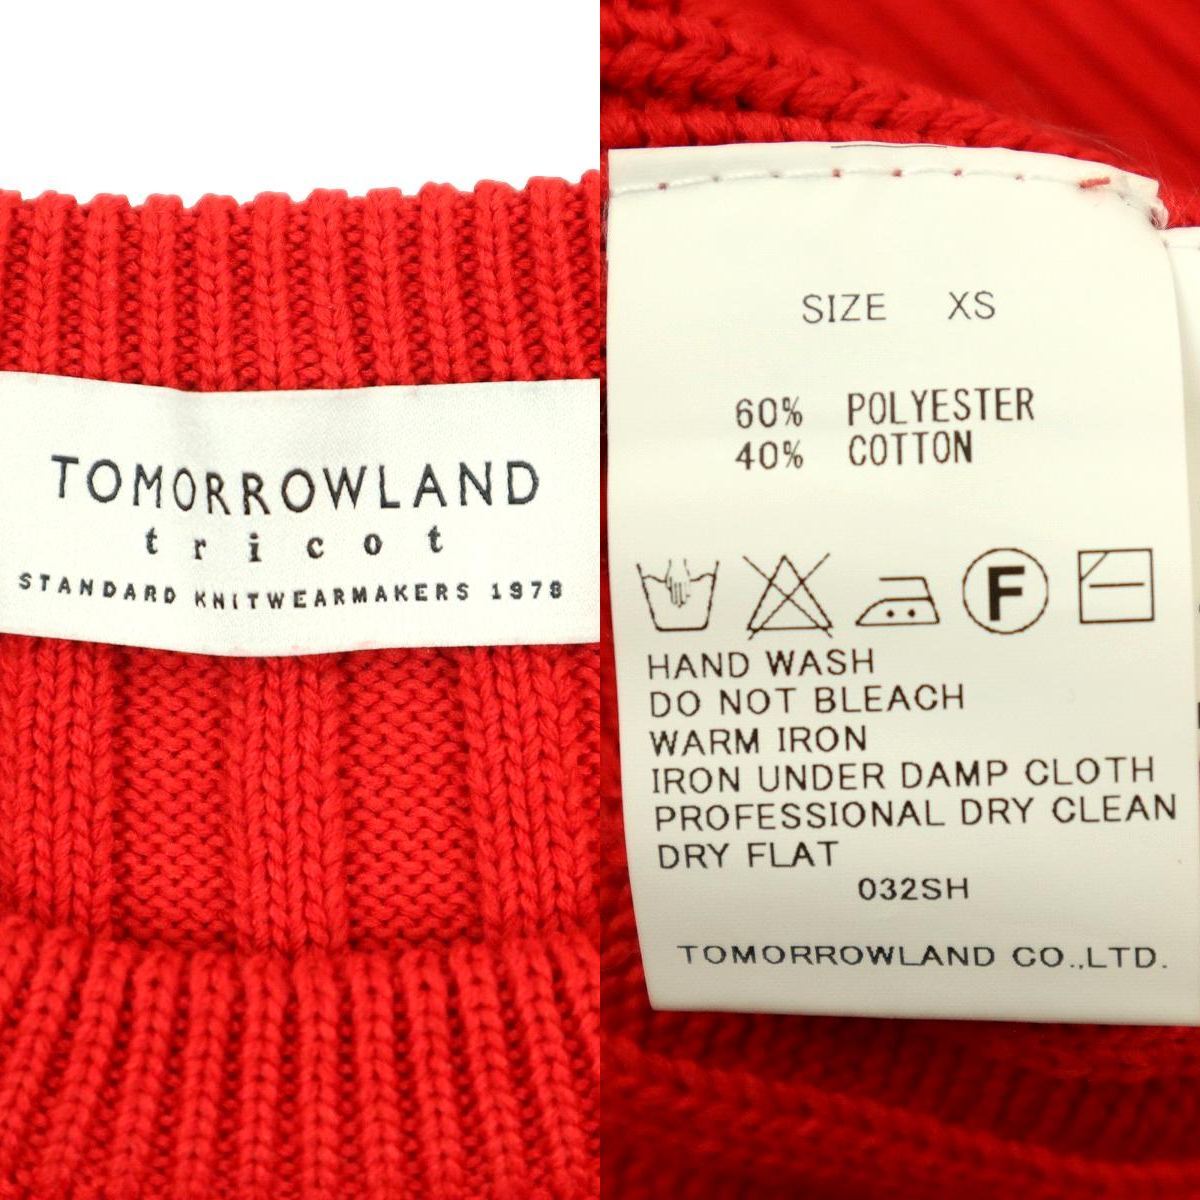 TOMORROWLAND
tricot
STANDARD KNITWEARMAKERS 1978
SIZE XS
60% POLYESTER
40% COTTON
F
HAND WASH
DO NOT BLEACH
WARM IRON
IRON UNDER DAMP CLOTH
PROFESSIONAL DRY CLEAN
DRY FLAT
032SH
TOMORROWLAND CO.,LTD.